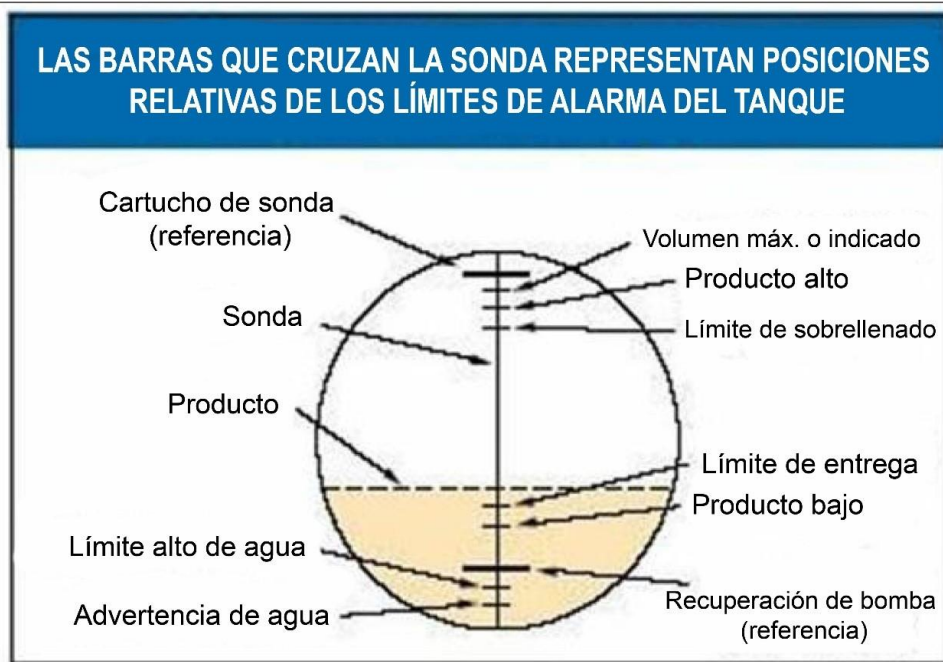 LAS BARRAS QUE CRUZAN LA SONDA REPRESENTAN POSICIONES
RELATIVAS DE LOS LÍMITES DE ALARMA DEL TANQUE
Cartucho de sonda
(referencia)
Volumen máx. o indicado
Producto alto
Sonda
Límite de sobrellenado
Producto
Límite de entrega
Producto bajo
Límite alto de agua
Advertencia de agua
Recuperación de bomba
(referencia)